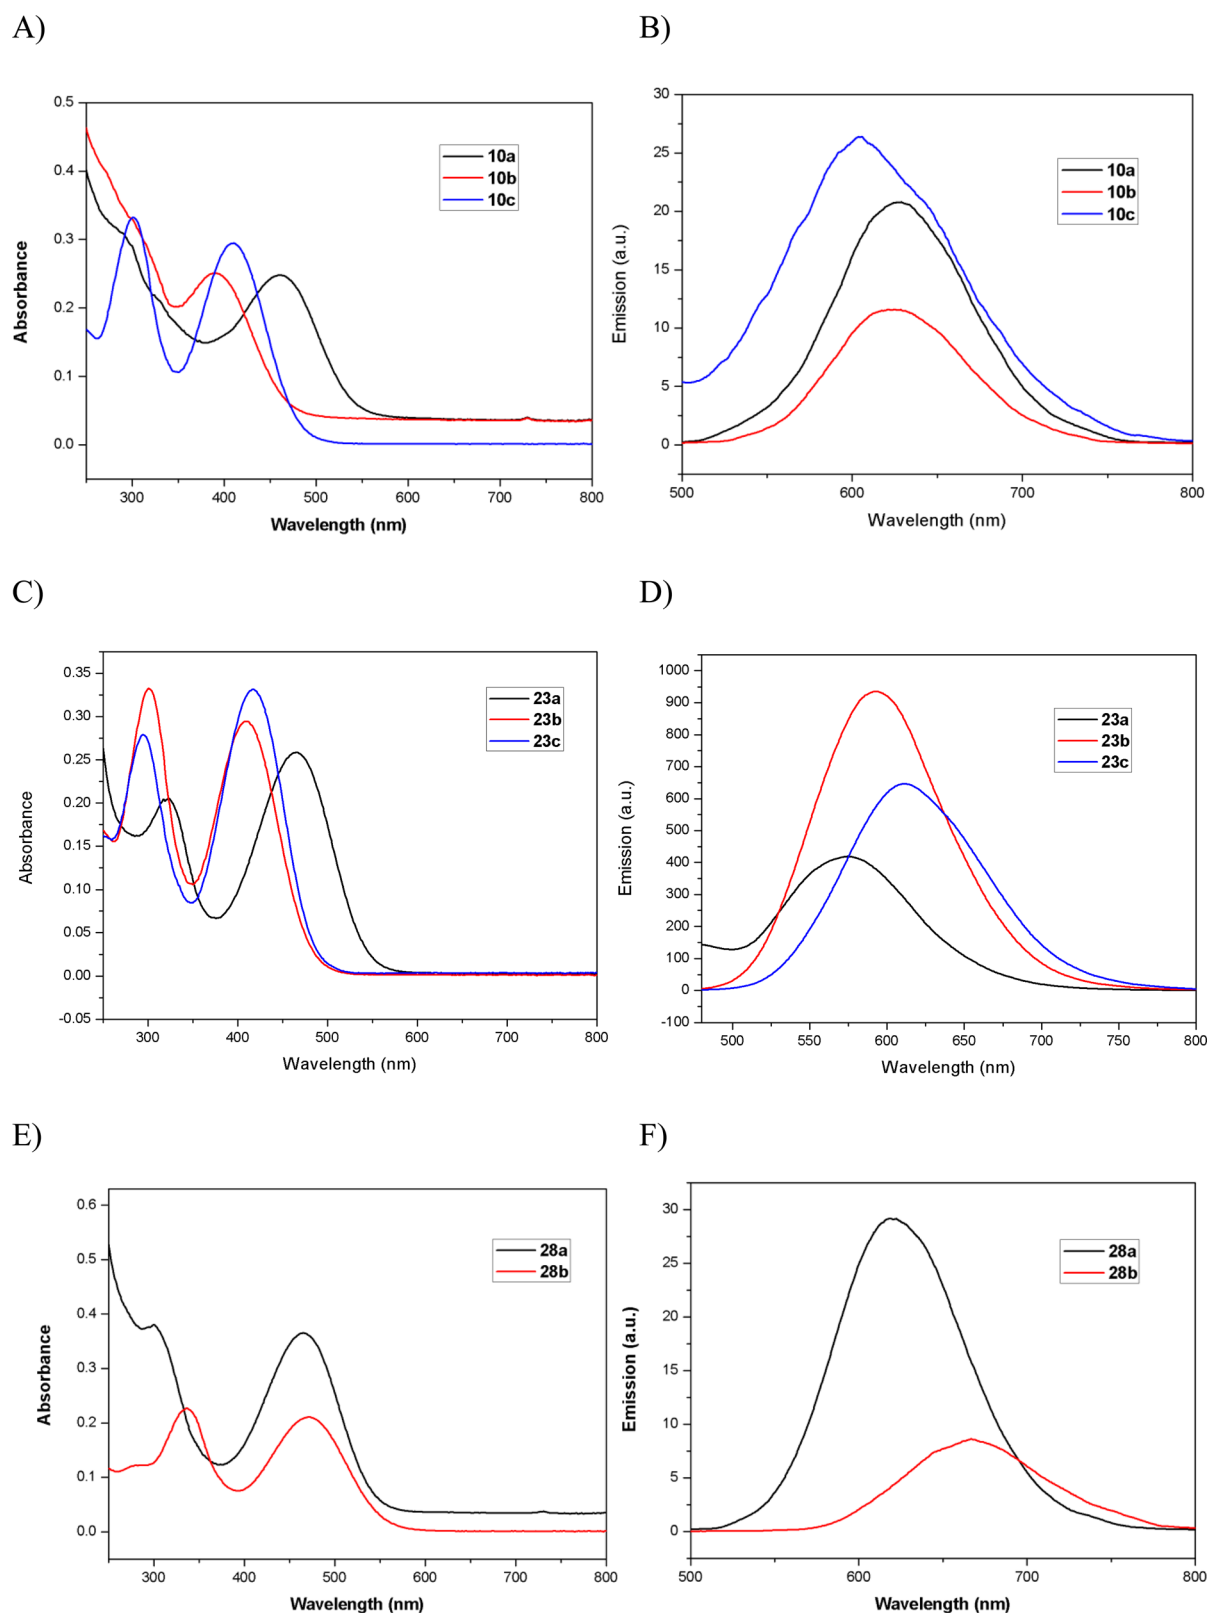 A)
B)
0.5
0.4
0.3
0.2
0.1
0.0
Absorbance
10a
10b
10c
300 400 500 600 700 800
Wavelength (nm)
30
25
20
15
10
5
0
Emission (a.u.)
10a
10b
10c
500 600 700 800
Wavelength (nm)
C)
D)
0.35
0.30
0.25
0.20
0.15
0.10
0.05
0.00
-0.05
Absorbance
23a
23b
23c
300 400 500 600 700 800
Wavelength (nm)
1000
900
800
700
600
500
400
300
200
100
0
-100
Emission (a.u.)
23a
23b
23c
500 550 600 650 700 750 800
Wavelength (nm)
E)
F)
0.6
0.5
0.4
0.3
0.2
0.1
0.0
Absorbance
28a
28b
300 400 500 600 700 800
Wavelength (nm)
30
25
20
15
10
5
0
Emission (a.u.)
28a
28b
500 600 700 800
Wavelength (nm)